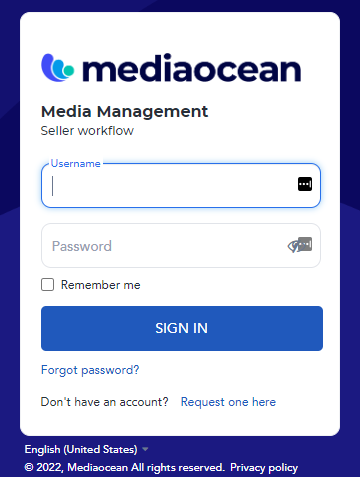 mediaocean
Media Management
Seller workflow
Username
Password
Remember me
SIGN IN
Forgot password?
Don't have an account? Request one here
English (United States)
© 2022, Mediaocean All rights reserved. Privacy policy